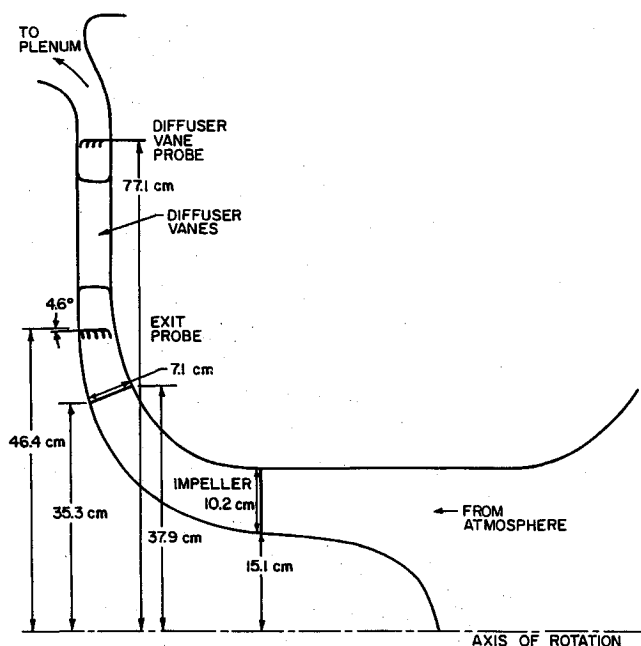 TO
PLENUM
DIFFUSER
VANE
PROBE
77.1 cm
DIFFUSER
VANES
4.6°
EXIT
PROBE
7.1 cm
46.4 cm
35.3 cm
37.9 cm
IMPELLER
10.2 cm
15.1 cm
FROM
ATMOSPHERE
AXIS OF ROTATION